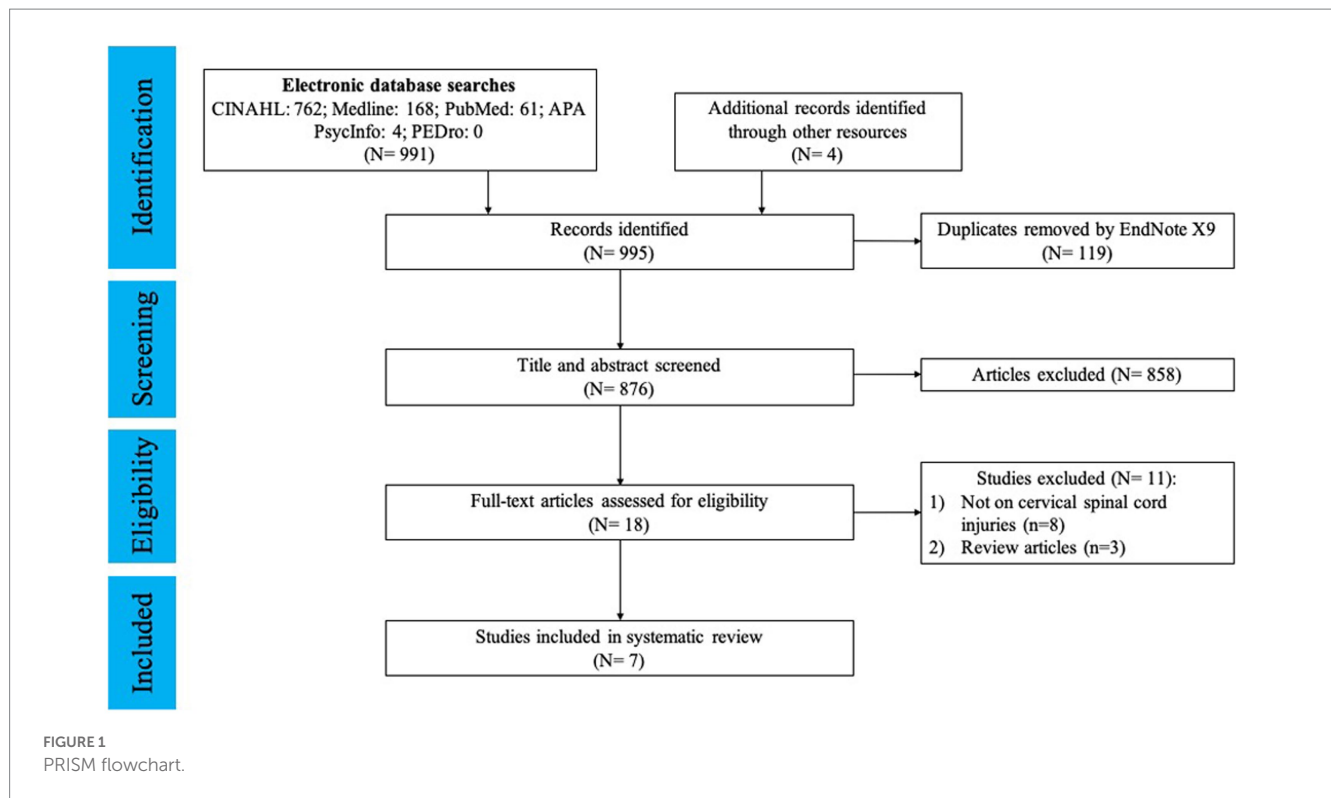 Identification
Electronic database searches
CINAHL: 762; Medline: 168; PubMed: 61; APA
PsycInfo: 4; PEDro: 0
(N= 991)
Additional records identified
through other resources
(N= 4)
Records identified
(N= 995)
Duplicates removed by EndNote X9
(N= 119)
Screening
Title and abstract screened
(N= 876)
Articles excluded (N= 858)
Eligibility
Full-text articles assessed for eligibility
(N= 18)
Studies excluded (N= 11):
1) Not on cervical spinal cord
injuries (n=8)
2) Review articles (n=3)
Included
Studies included in systematic review
(N= 7)
FIGURE 1
PRISM flowchart.